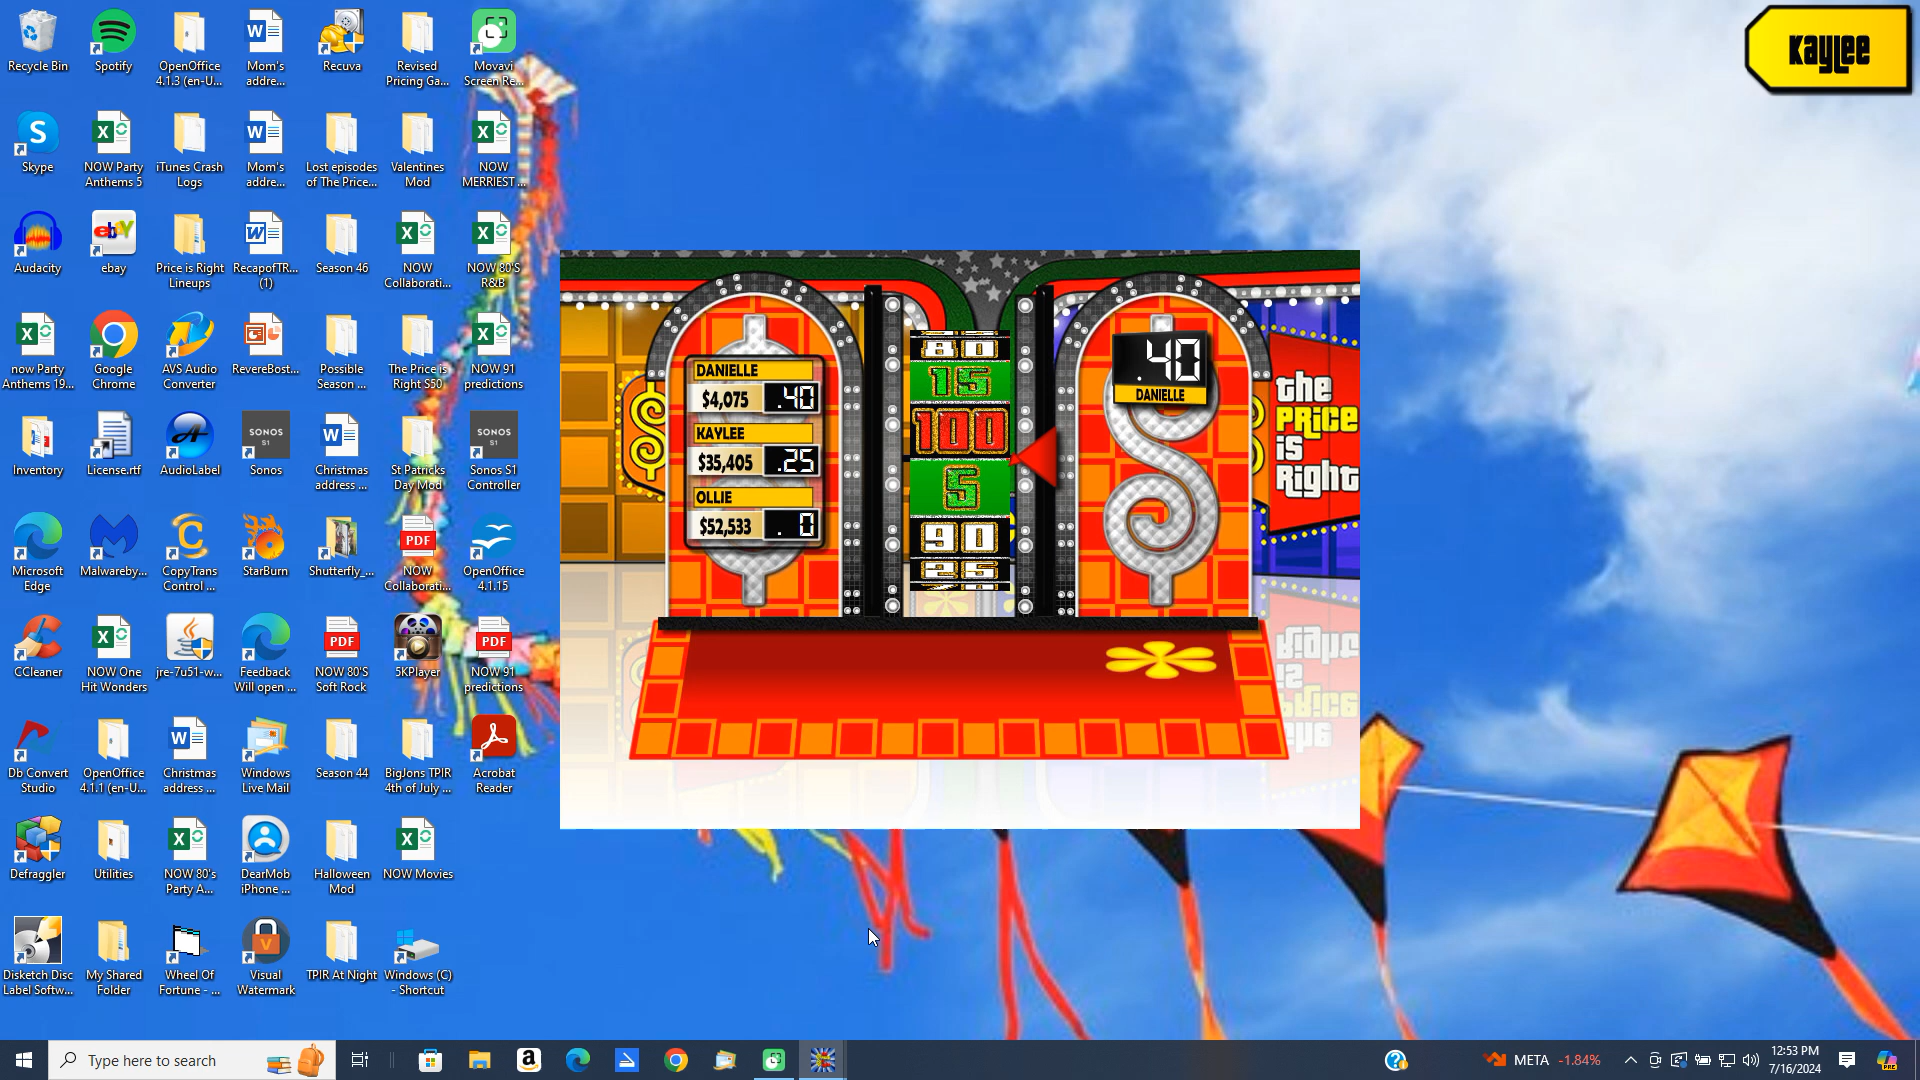 Recycle Bin
Spotify
OpenOffice
4.1.3 (en-U...
Mom's
addre...
Recuva
Revised
Pricing Ga...
Movavi
Screen Re...
Skype
NOW Party
Anthems 5
iTunes Crash
Logs
Mom's
addre...
Lost episodes
of The Price...
Valentines
Mod
NOW
MERRIEST ...
Audacity
ebay
Price is Right
Lineups
RecapofTR...
(1)
Season 46
NOW
Collaborati...
NOW 80'S
R&B
now Party
Anthems 19...
Google
Chrome
AVS Audio
Converter
RevereBost...
Possible
Season ...
The Price is
Right S50
NOW 91
predictions
Inventory
License.rtf
AudioLabel
SONOS
S1
Sonos
Christmas
address ...
St Patricks
Day Mod
SONOS
S1
Sonos S1
Controller
Microsoft
Edge
Malwareby...
CopyTrans
Control ...
StarBurn
Shutterfly_...
PDF
NOW
Collaborati...
OpenOffice
4.1.15
CCleaner
NOW One
Hit Wonders
jre-7u51-w...
Feedback
Will open ...
PDF
NOW 80'S
Soft Rock
5KPlayer
PDF
NOW 91
predictions
Db Convert
Studio
OpenOffice
4.1.1 (en-U...
Christmas
address ...
Windows
Live Mail
Season 44
BigJons TPIR
4th of July ...
Acrobat
Reader
Defraggler
Utilities
NOW 80's
Party A...
DearMob
iPhone ...
Halloween
Mod
NOW Movies
Disketch Disc
Label Softw...
My Shared
Folder
Wheel Of
Fortune - ...
Visual
Watermark
TPIR At Night
Windows (C)
- Shortcut
KAYLEE
DANIELLE
$4,075 .40
KAYLEE
$35,405 .25
OLLIE
$52,533 . 0
80
15
100
5
90
25
.40
DANIELLE
the
PRICE
is
Right
Type here to search
META -1.84%
12:53 PM
7/16/2024